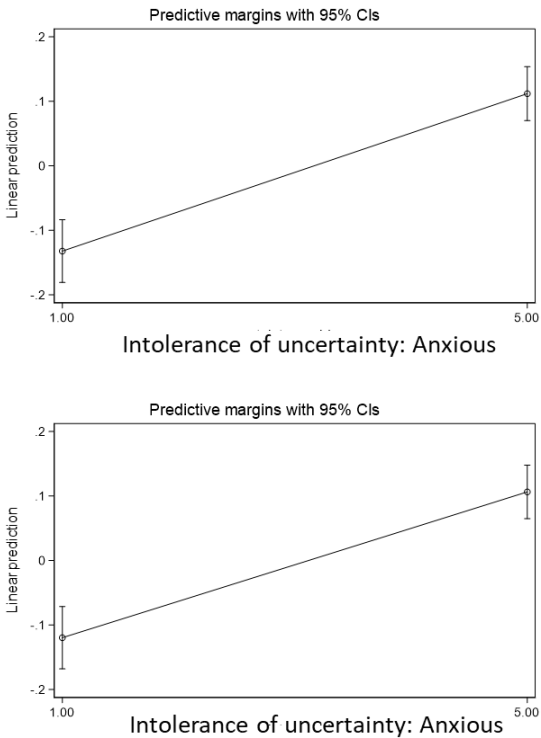 Predictive margins with 95% CIs
.2
.1
0
-.1
-.2
Linear prediction
1.00 5.00
Intolerance of uncertainty: Anxious
Predictive margins with 95% CIs
.2
.1
0
-.1
-.2
Linear prediction
1.00 5.00
Intolerance of uncertainty: Anxious